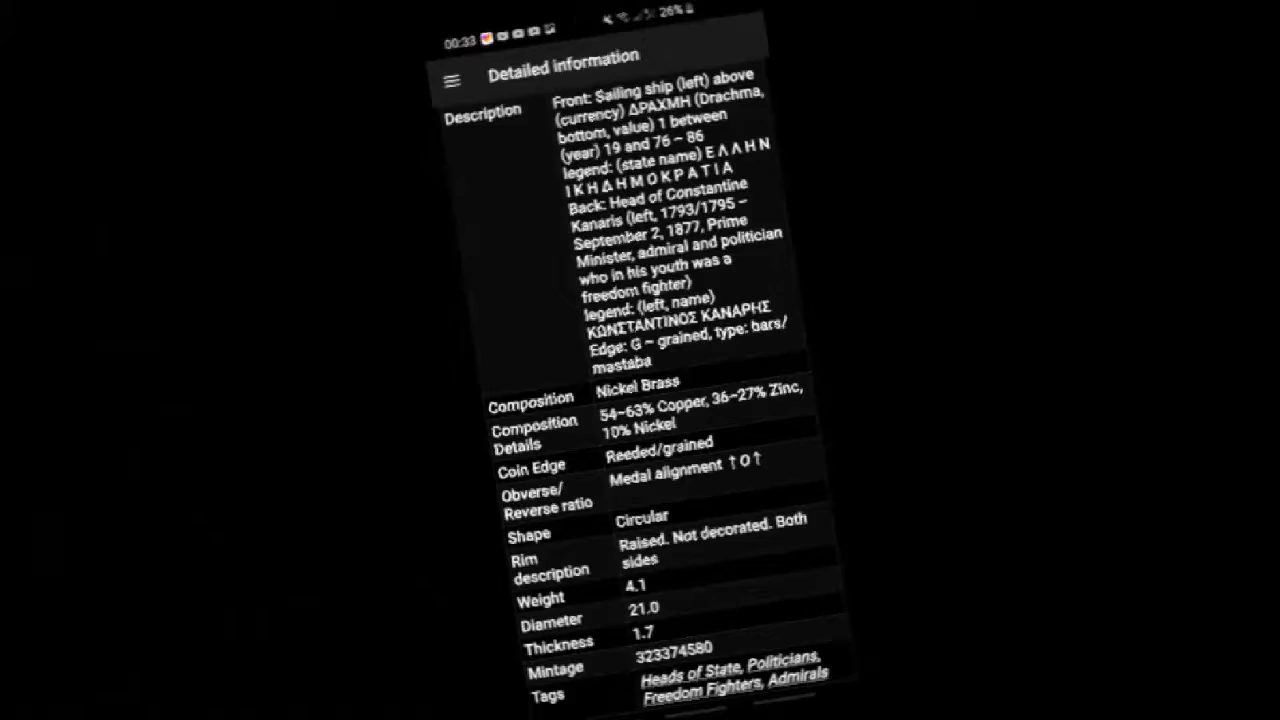 00:33 26%
Detailed information
Description
Front: Sailing ship (left) above
(currency) ΔΡΑΧΜΗ (Drachma,
bottom, value) 1 between
(year) 19 and 76 – 86
legend: (state name) Ε Λ Λ Η Ν
Ι Κ Η Δ Η Μ Ο Κ Ρ Α Τ Ι Α
Back: Head of Constantine
Kanaris (left, 1793/1795 –
September 2, 1877, Prime
Minister, admiral and politician
who in his youth was a
freedom fighter)
legend: (left, name)
ΚΩΝΣΤΑΝΤΙΝΟΣ ΚΑΝΑΡΗΣ
Edge: G – grained, type: bars/
mastaba
Composition Nickel Brass
Composition
Details
54–63% Copper, 36–27% Zinc,
10% Nickel
Coin Edge Reeded/grained
Obverse/
Reverse ratio
Medal alignment ↑O↑
Shape Circular
Rim
description
Raised. Not decorated. Both
sides
Weight 4.1
Diameter 21.0
Thickness 1.7
Mintage 323374580
Tags
Heads of State, Politicians,
Freedom Fighters, Admirals